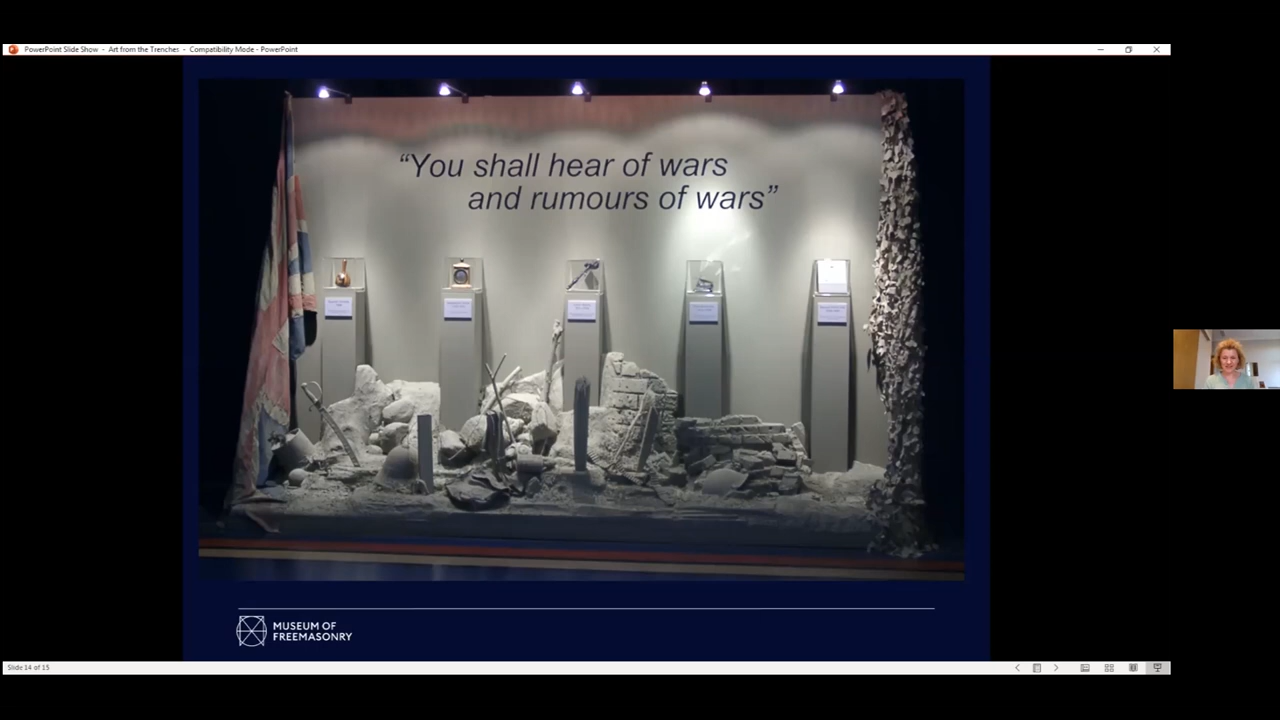 PowerPoint Slide Show - Art from the Trenches - Compatibility Mode - PowerPoint
“You shall hear of wars
and rumours of wars”
MUSEUM OF
FREEMASONRY
Slide 14 of 15